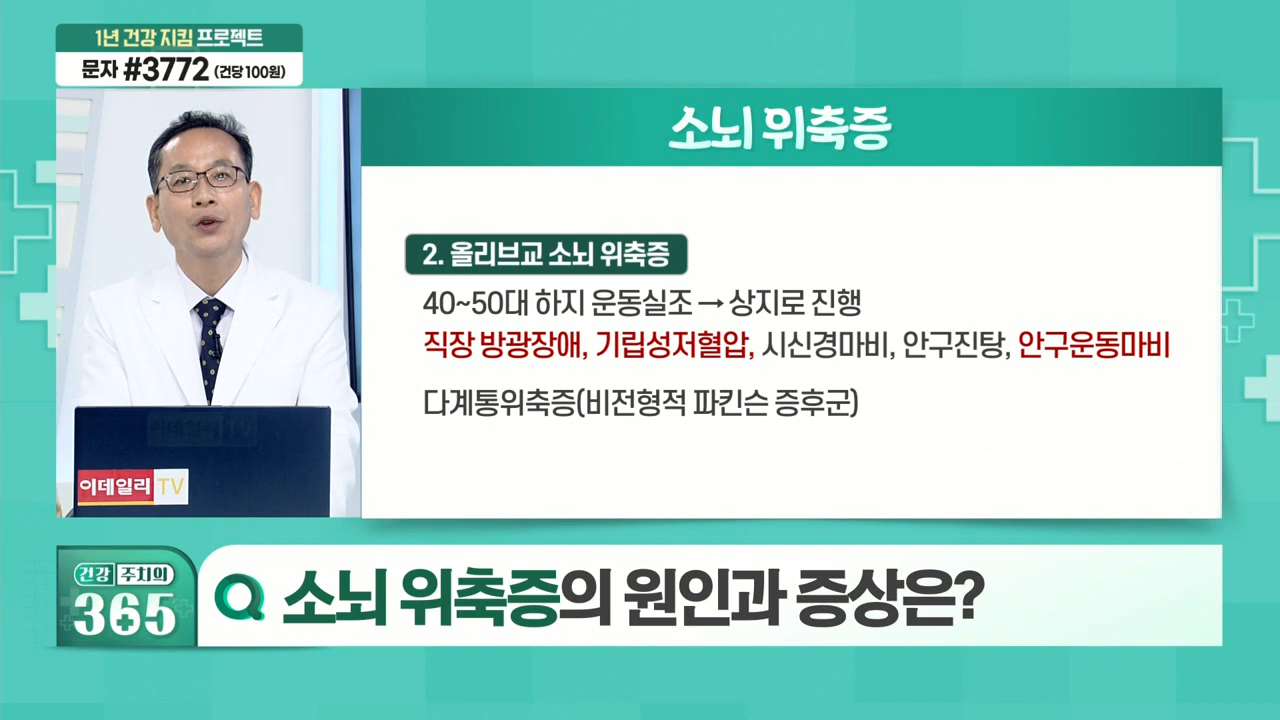 1년 건강 지킴 프로젝트
문자 #3772 (건당 100원)
소뇌 위축증
2. 올리브교 소뇌 위축증
40~50대 하지 운동실조 → 상지로 진행
직장 방광장애, 기립성저혈압, 시신경마비, 안구진탕, 안구운동마비
다계통위축증(비전형적 파킨슨 증후군)
이데일리 TV
이데일리 TV
건강 주치의
365
Q 소뇌 위축증의 원인과 증상은?